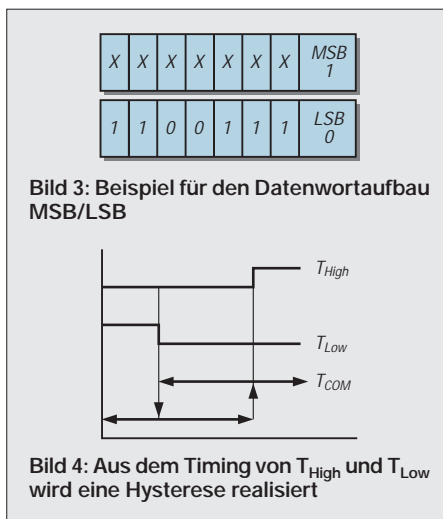 X X X X X X X MSB 1
1 1 0 0 1 1 1 LSB 0
Bild 3: Beispiel für den Datenwortaufbau
MSB/LSB
THigh
TLow
TCOM
Bild 4: Aus dem Timing von THigh und TLow
wird eine Hysterese realisiert